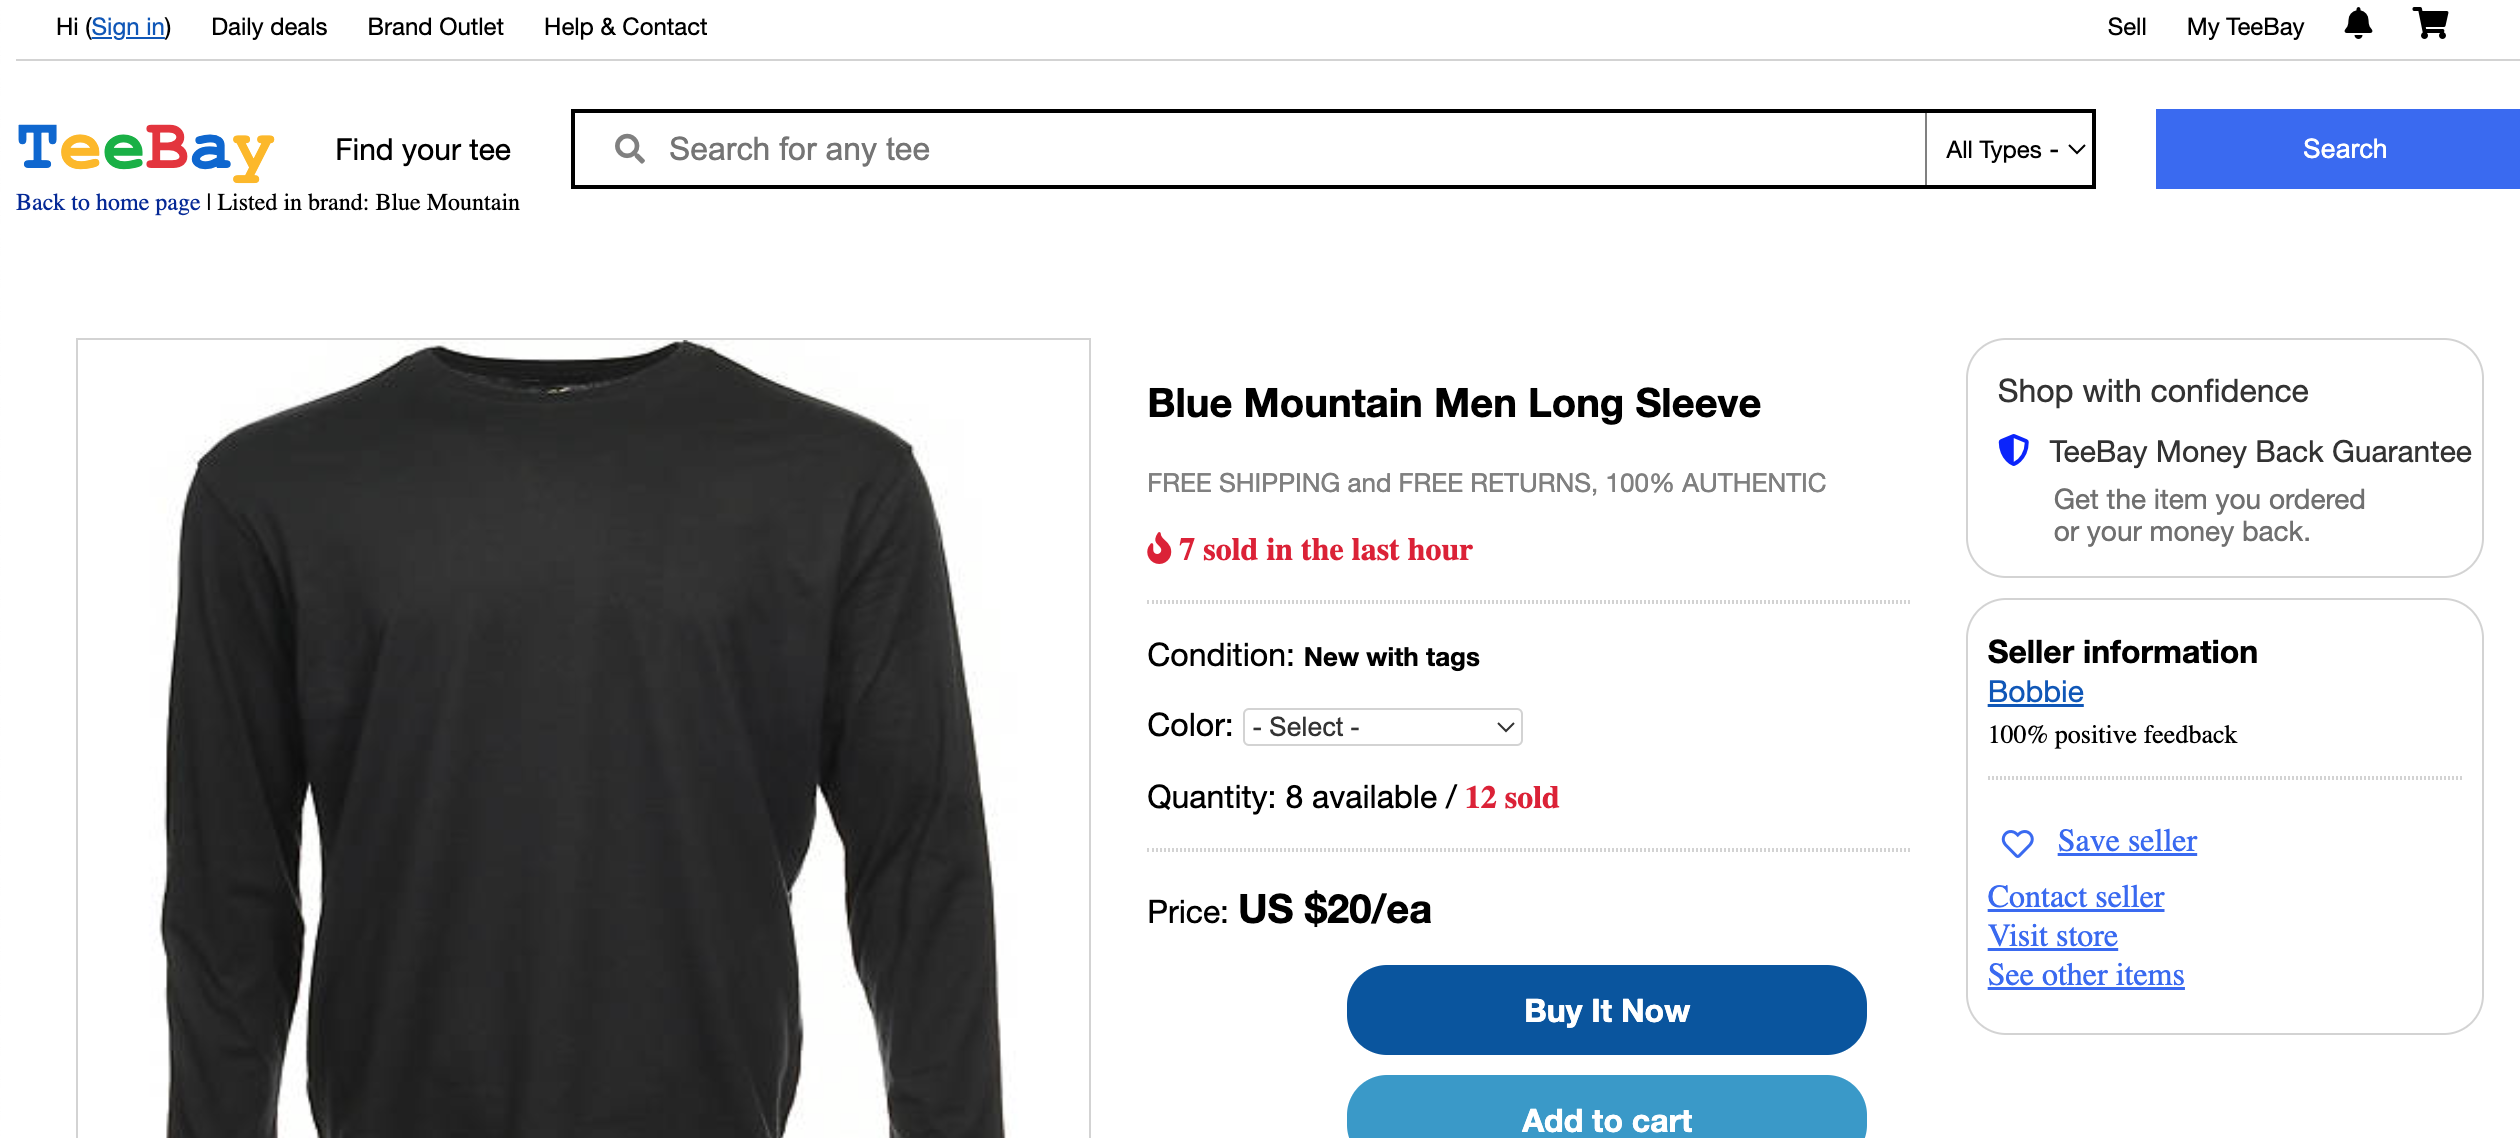 Hi (Sign in) Daily deals Brand Outlet Help & Contact Sell My TeeBay
TeeBay Find your tee Search for any tee All Types - Search
Back to home page | Listed in brand: Blue Mountain
Blue Mountain Men Long Sleeve
FREE SHIPPING and FREE RETURNS, 100% AUTHENTIC
7 sold in the last hour
Condition: New with tags
Color: - Select -
Quantity: 8 available / 12 sold
Price: US $20/ea
Buy It Now
Add to cart
Shop with confidence
TeeBay Money Back Guarantee
Get the item you ordered
or your money back.
Seller information
Bobbie
100% positive feedback
Save seller
Contact seller
Visit store
See other items